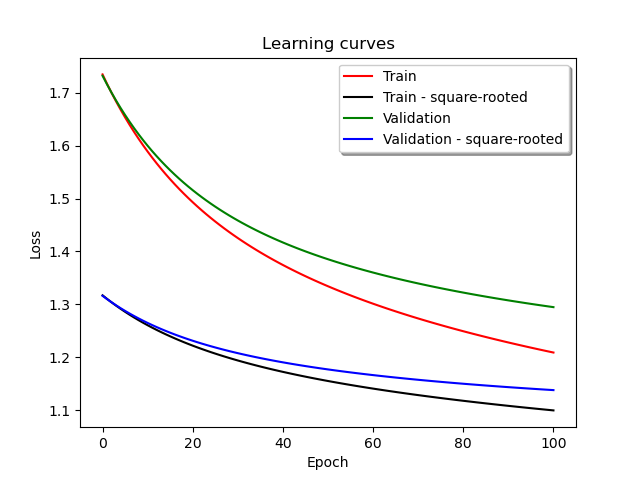 Learning curves
Train
Train - square-rooted
Validation
Validation - square-rooted
1.7
1.6
1.5
1.4
1.3
1.2
1.1
Loss
0 20 40 60 80 100
Epoch